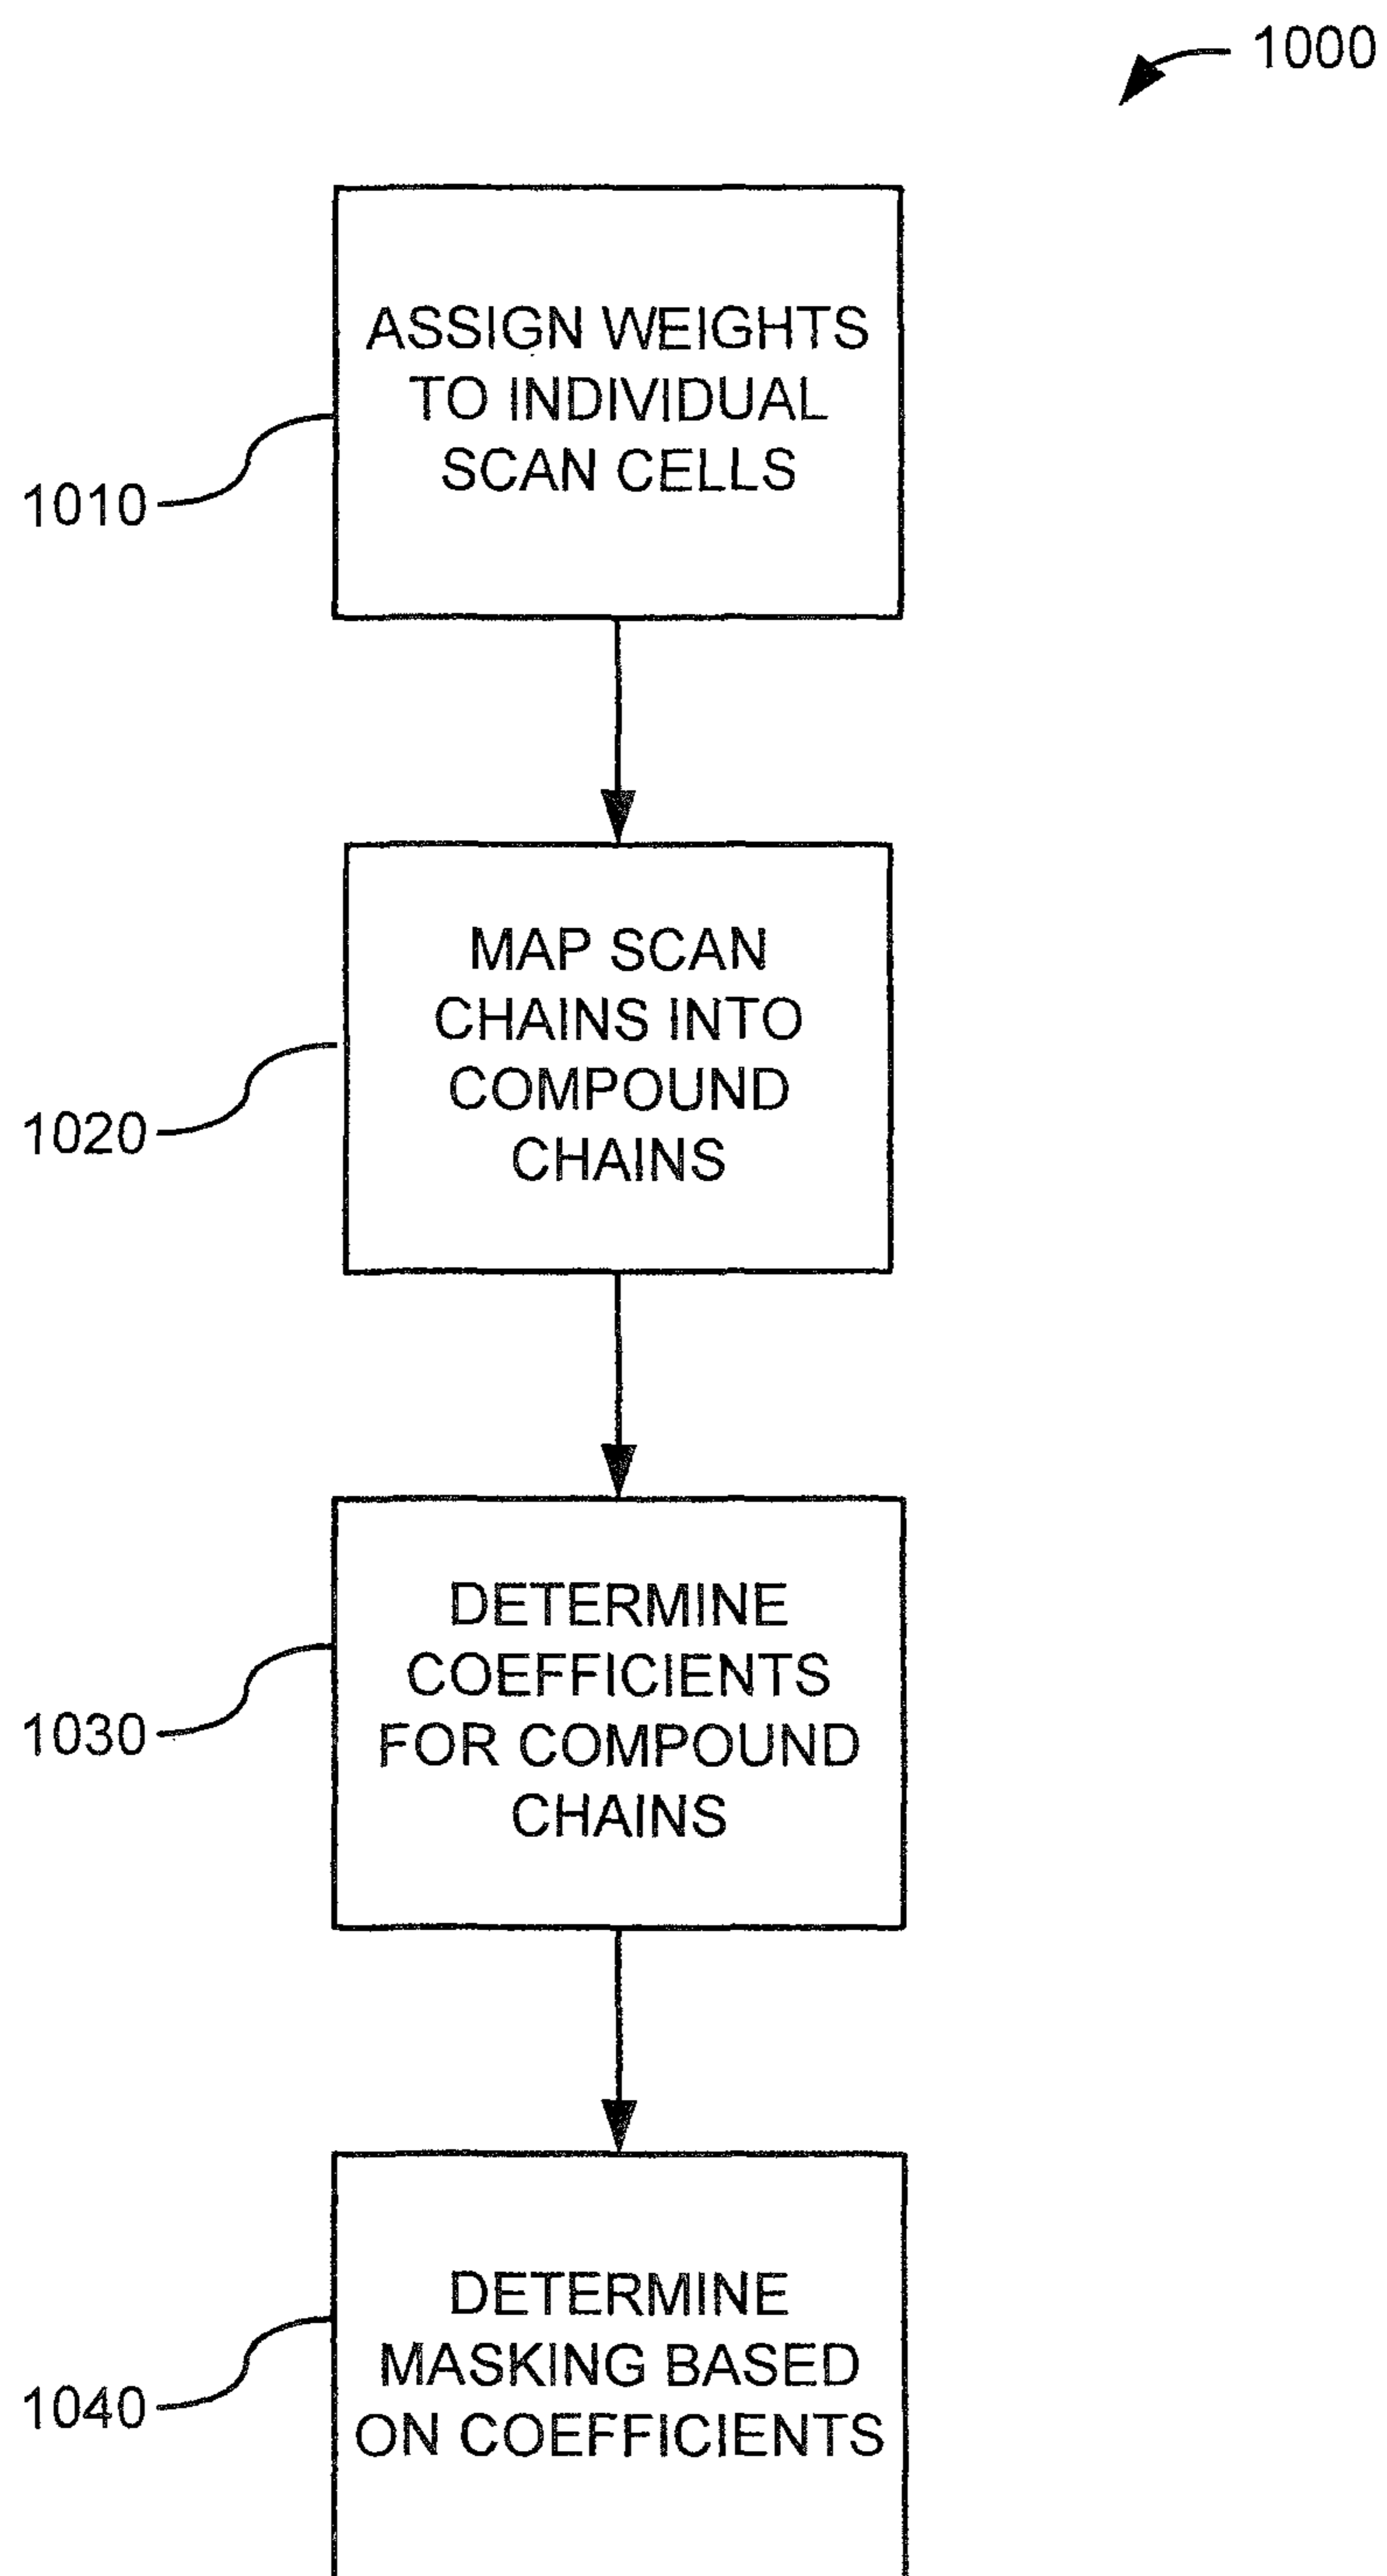 1000
ASSIGN WEIGHTS
TO INDIVIDUAL
SCAN CELLS
1010
MAP SCAN
CHAINS INTO
COMPOUND
CHAINS
1020
DETERMINE
COEFFICIENTS
FOR COMPOUND
CHAINS
1030
DETERMINE
MASKING BASED
ON COEFFICIENTS
1040